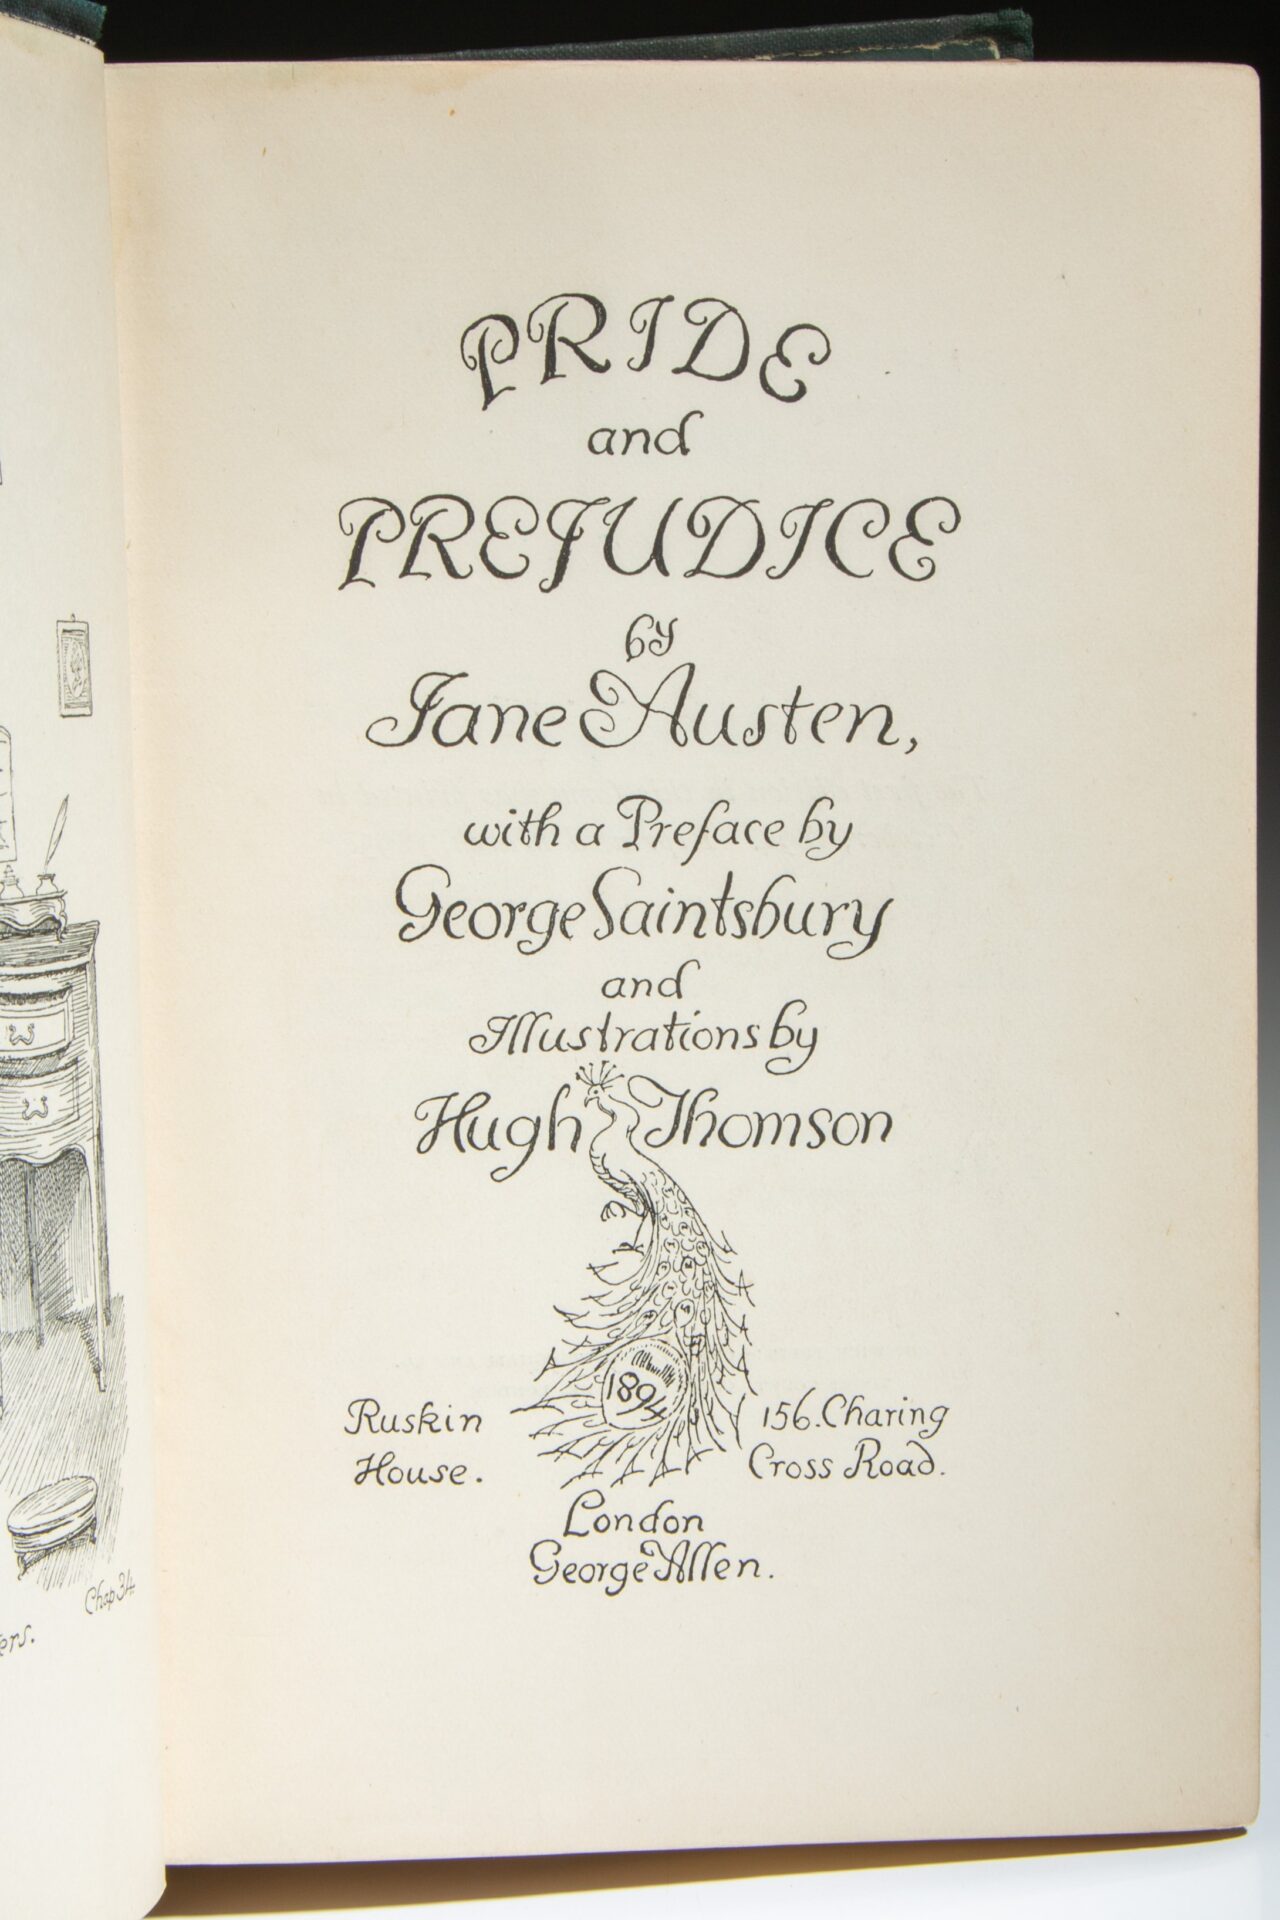 PRIDE
and
PREJUDICE
by
Jane Austen,
with a Preface by
George Saintsbury
and
Illustrations by
Hugh Thomson
1894
Ruskin
House.
156. Charing
Cross Road.
London
George Allen.
Chap 34.
ers.